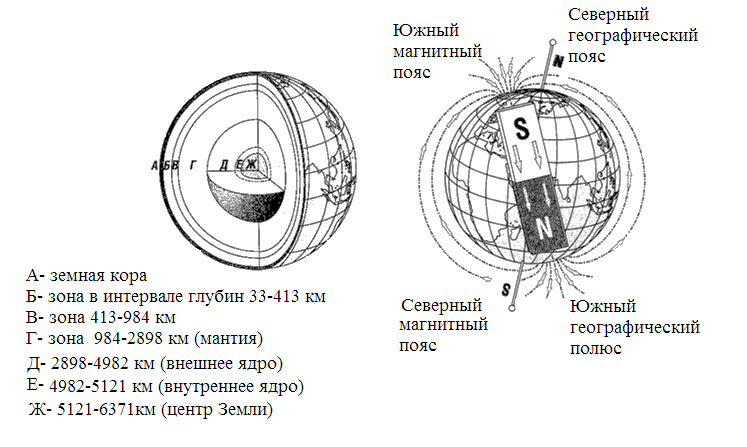 Южный
магнитный
пояс
Северный
географический
пояс
N
А Б В Г Д Е Ж
S
N
S
А- земная кора
Б- зона в интервале глубин 33-413 км
В- зона 413-984 км
Г- зона 984-2898 км (мантия)
Д- 2898-4982 км (внешнее ядро)
Е- 4982-5121 км (внутреннее ядро)
Ж- 5121-6371км (центр Земли)
Северный
магнитный
пояс
Южный
географический
полюс